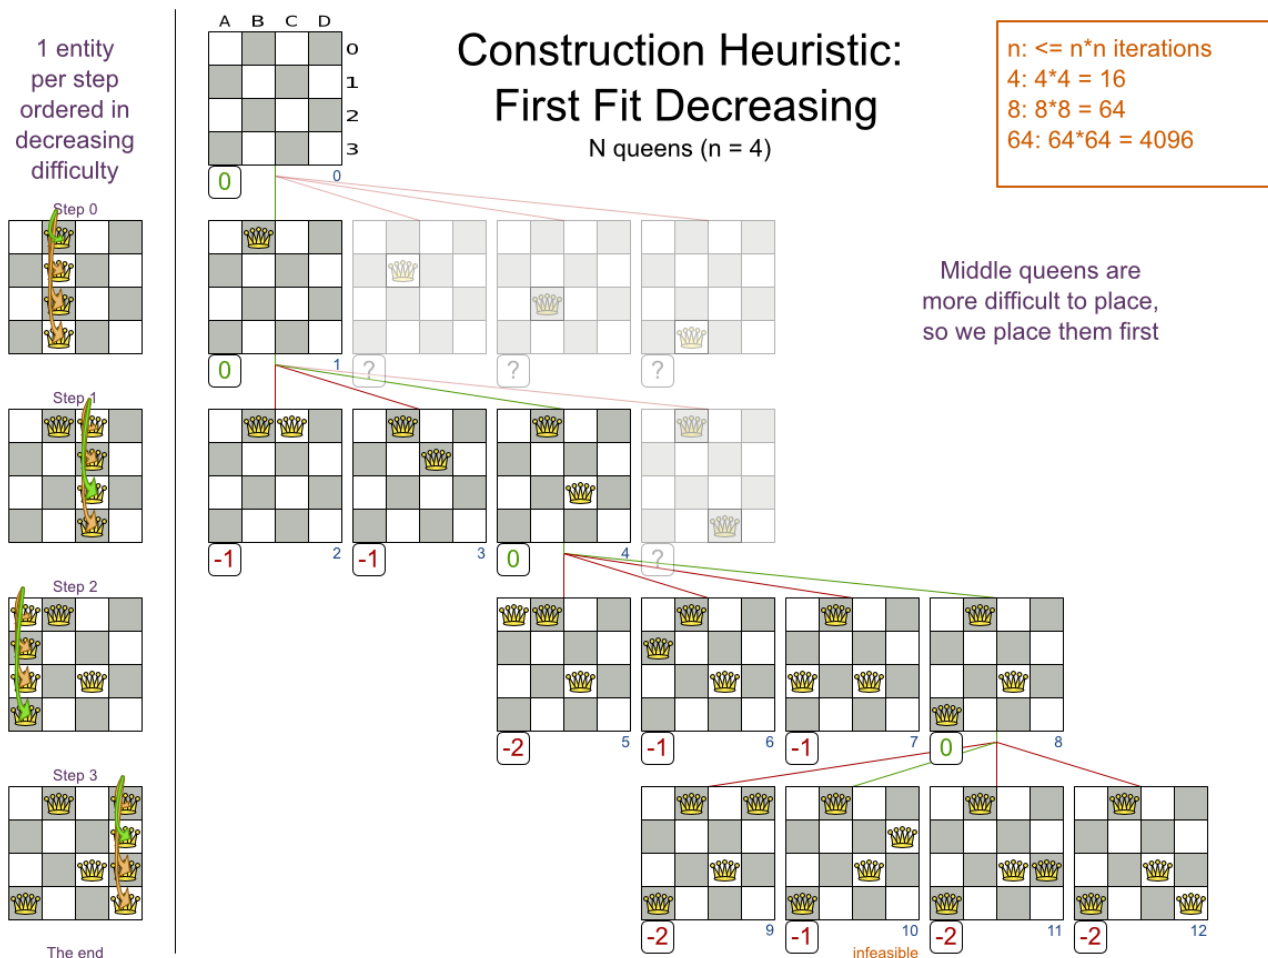 A B C D
0
1
2
3
Construction Heuristic:
First Fit Decreasing
N queens (n = 4)
n: <= n*n iterations
4: 4*4 = 16
8: 8*8 = 64
64: 64*64 = 4096
1 entity
per step
ordered in
decreasing
difficulty
0 0
Step 0
Middle queens are
more difficult to place,
so we place them first
0 1 ? ? ?
Step 1
-1 2 -1 3 0 4 ?
Step 2
-2 5 -1 6 -1 7 0 8
Step 3
-2 9 -1 10 -2 11 -2 12
The end
infeasible